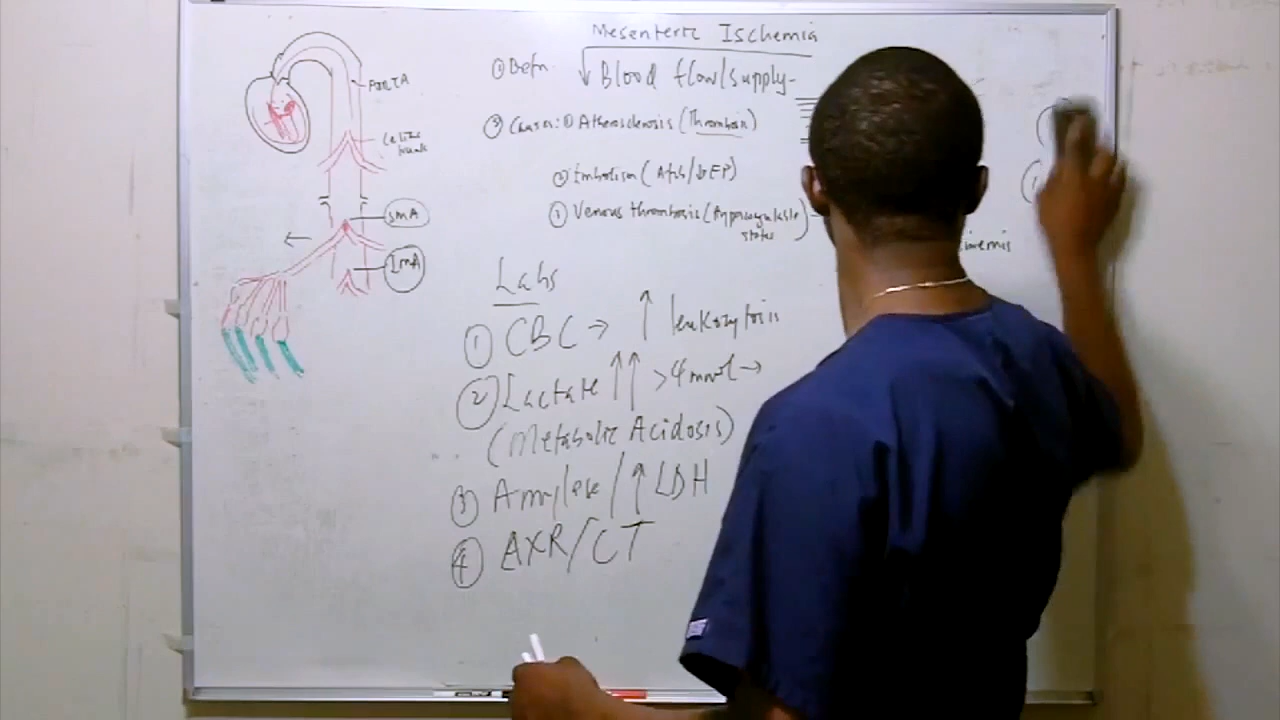 Mesenteric Ischemia
① Defn. ↓ Blood flow/supply-
② Causes: ① Atherosclerosis (Thrombosis)
② Embolism (Afib/↓EF)
③ Venous thrombosis (Hypercoagulable
states)
AORTA
Celiac
trunk
SMA
IMA
Labs
① CBC → ↑ leukocytosis
② Lactate ↑↑ >4mmol →
(Metabolic Acidosis)
③ Amylase / ↑ LDH
④ AXR/CT